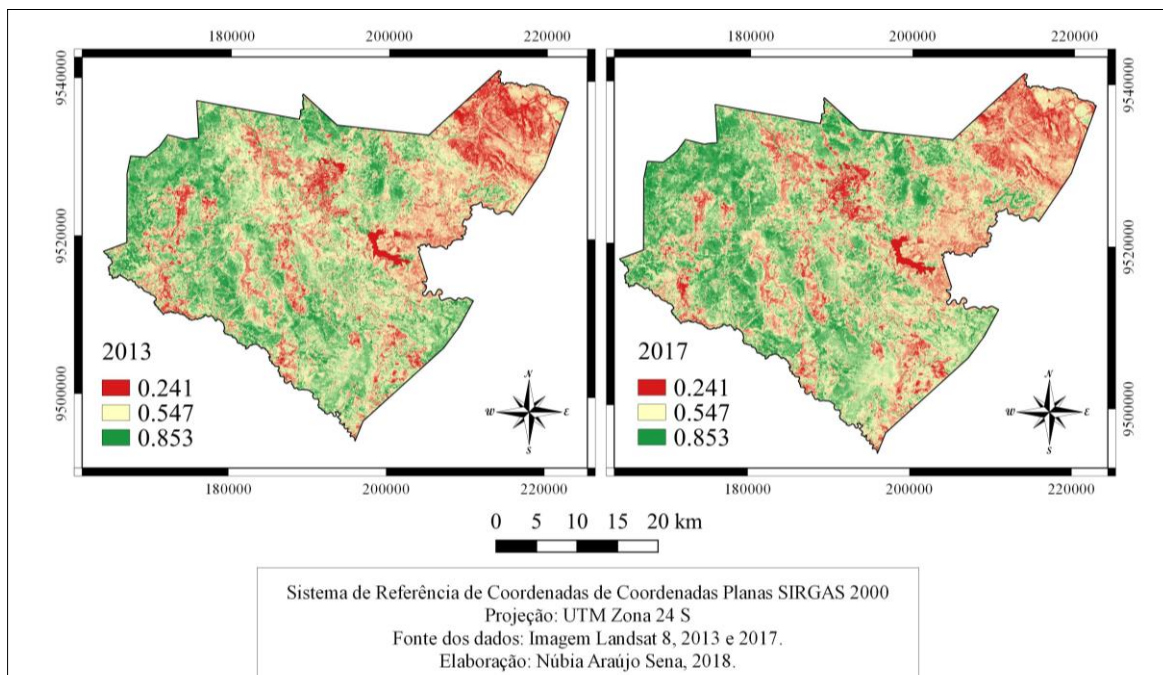 180000 200000 220000
180000 200000 220000
9540000
9520000
9500000
9540000
9520000
9500000
2013
0.241
0.547
0.853
N
W E
S
2017
0.241
0.547
0.853
N
W E
S
180000 200000 220000
180000 200000 220000
0 5 10 15 20 km
Sistema de Referência de Coordenadas de Coordenadas Planas SIRGAS 2000
Projeção: UTM Zona 24 S
Fonte dos dados: Imagem Landsat 8, 2013 e 2017.
Elaboração: Núbia Araújo Sena, 2018.